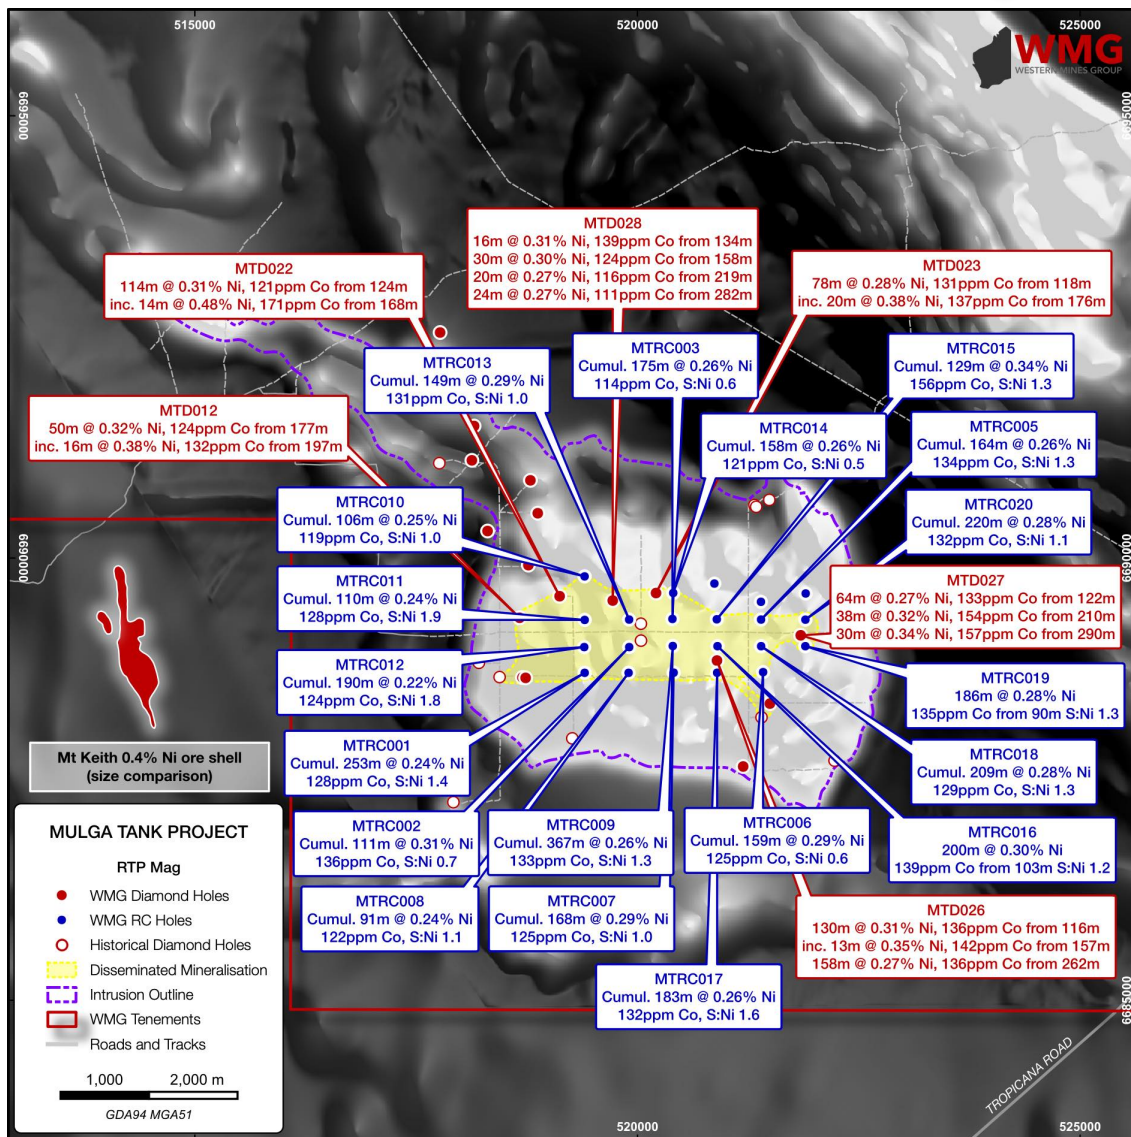 515000
520000
525000
WMG
WESTERN MINES GROUP
6695000
6695000
MTD028
16m @ 0.31% Ni, 139ppm Co from 134m
30m @ 0.30% Ni, 124ppm Co from 158m
20m @ 0.27% Ni, 116ppm Co from 219m
24m @ 0.27% Ni, 111ppm Co from 282m
MTD022
114m @ 0.31% Ni, 121ppm Co from 124m
inc. 14m @ 0.48% Ni, 171ppm Co from 168m
MTD023
78m @ 0.28% Ni, 131ppm Co from 118m
inc. 20m @ 0.38% Ni, 137ppm Co from 176m
MTRC013
Cumul. 149m @ 0.29% Ni
131ppm Co, S:Ni 1.0
MTRC003
Cumul. 175m @ 0.26% Ni
114ppm Co, S:Ni 0.6
MTRC015
Cumul. 129m @ 0.34% Ni
156ppm Co, S:Ni 1.3
MTD012
50m @ 0.32% Ni, 124ppm Co from 177m
inc. 16m @ 0.38% Ni, 132ppm Co from 197m
MTRC014
Cumul. 158m @ 0.26% Ni
121ppm Co, S:Ni 0.5
MTRC005
Cumul. 164m @ 0.26% Ni
134ppm Co, S:Ni 1.3
MTRC010
Cumul. 106m @ 0.25% Ni
119ppm Co, S:Ni 1.0
MTRC020
Cumul. 220m @ 0.28% Ni
132ppm Co, S:Ni 1.1
6690000
6690000
MTRC011
Cumul. 110m @ 0.24% Ni
128ppm Co, S:Ni 1.9
MTD027
64m @ 0.27% Ni, 133ppm Co from 122m
38m @ 0.32% Ni, 154ppm Co from 210m
30m @ 0.34% Ni, 157ppm Co from 290m
MTRC012
Cumul. 190m @ 0.22% Ni
124ppm Co, S:Ni 1.8
MTRC019
186m @ 0.28% Ni
135ppm Co from 90m S:Ni 1.3
MTRC001
Cumul. 253m @ 0.24% Ni
128ppm Co, S:Ni 1.4
MTRC018
Cumul. 209m @ 0.28% Ni
129ppm Co, S:Ni 1.3
Mt Keith 0.4% Ni ore shell
(size comparison)
MTRC002
Cumul. 111m @ 0.31% Ni
136ppm Co, S:Ni 0.7
MTRC009
Cumul. 367m @ 0.26% Ni
133ppm Co, S:Ni 1.3
MTRC006
Cumul. 159m @ 0.29% Ni
125ppm Co, S:Ni 0.6
MTRC016
200m @ 0.30% Ni
139ppm Co from 103m S:Ni 1.2
MTRC008
Cumul. 91m @ 0.24% Ni
122ppm Co, S:Ni 1.1
MTRC007
Cumul. 168m @ 0.29% Ni
125ppm Co, S:Ni 1.0
MTD026
130m @ 0.31% Ni, 136ppm Co from 116m
inc. 13m @ 0.35% Ni, 142ppm Co from 157m
158m @ 0.27% Ni, 136ppm Co from 262m
MTRC017
Cumul. 183m @ 0.26% Ni
132ppm Co, S:Ni 1.6
6685000
MULGA TANK PROJECT
RTP Mag
WMG Diamond Holes
WMG RC Holes
Historical Diamond Holes
Disseminated Mineralisation
Intrusion Outline
WMG Tenements
Roads and Tracks
1,000 2,000 m
GDA94 MGA51
TROPICANA ROAD
520000
525000